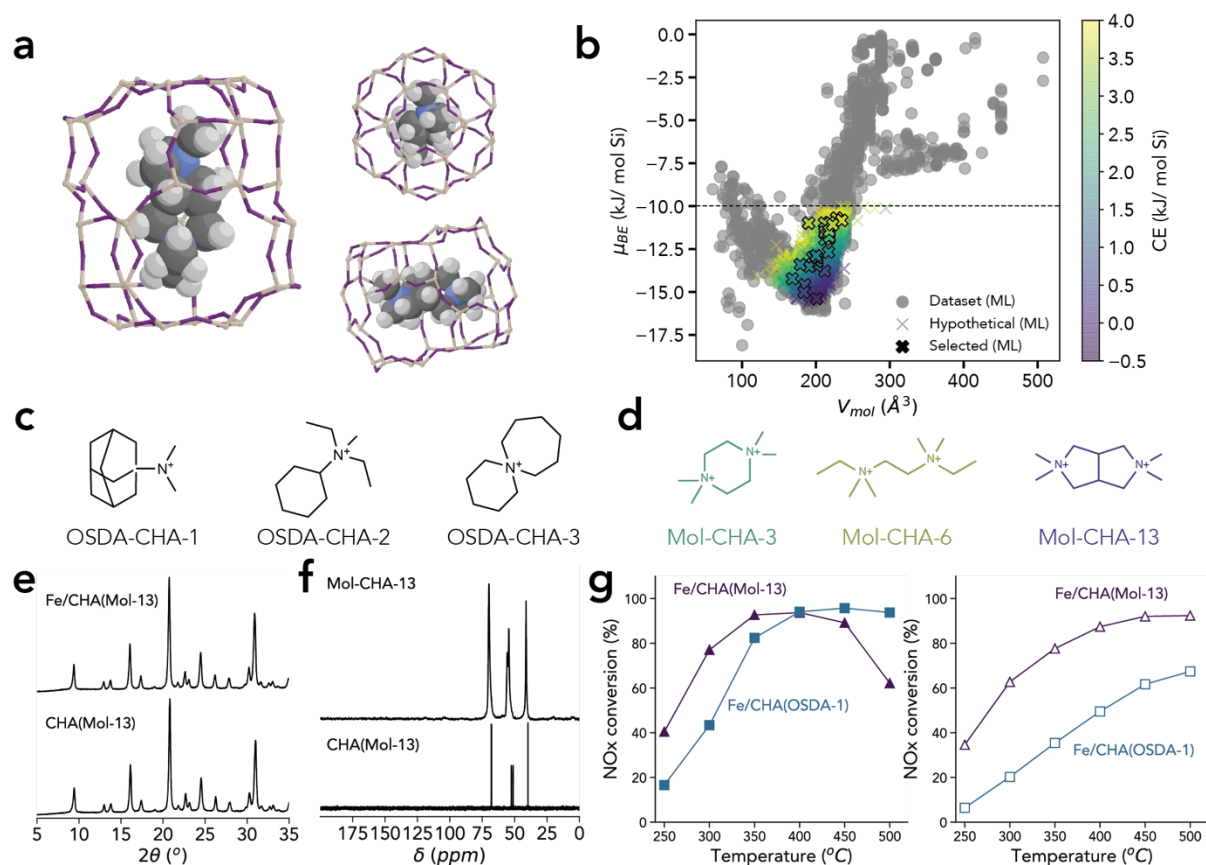 a
b
μBE (kJ/ mol Si)
0.0
−2.5
−5.0
−7.5
−10.0
−12.5
−15.0
−17.5
100 200 300 400 500
Vmol (Å3)
Dataset (ML)
Hypothetical (ML)
Selected (ML)
4.0
3.5
3.0
2.5
2.0
1.5
1.0
0.5
0.0
−0.5
CE (kJ/ mol Si)
c
N+
N+
N+
OSDA-CHA-1 OSDA-CHA-2 OSDA-CHA-3
d
N+
N+
N+
N+
N+
N+
Mol-CHA-3 Mol-CHA-6 Mol-CHA-13
e
Fe/CHA(Mol-13)
CHA(Mol-13)
5 10 15 20 25 30 35
2θ (o)
f
Mol-CHA-13
CHA(Mol-13)
175 150 125 100 75 50 25 0
δ (ppm)
g
NOx conversion (%)
100
80
60
40
20
0
Fe/CHA(Mol-13)
Fe/CHA(OSDA-1)
250 300 350 400 450 500
Temperature (oC)
NOx conversion (%)
100
80
60
40
20
0
Fe/CHA(Mol-13)
Fe/CHA(OSDA-1)
250 300 350 400 450 500
Temperature (oC)